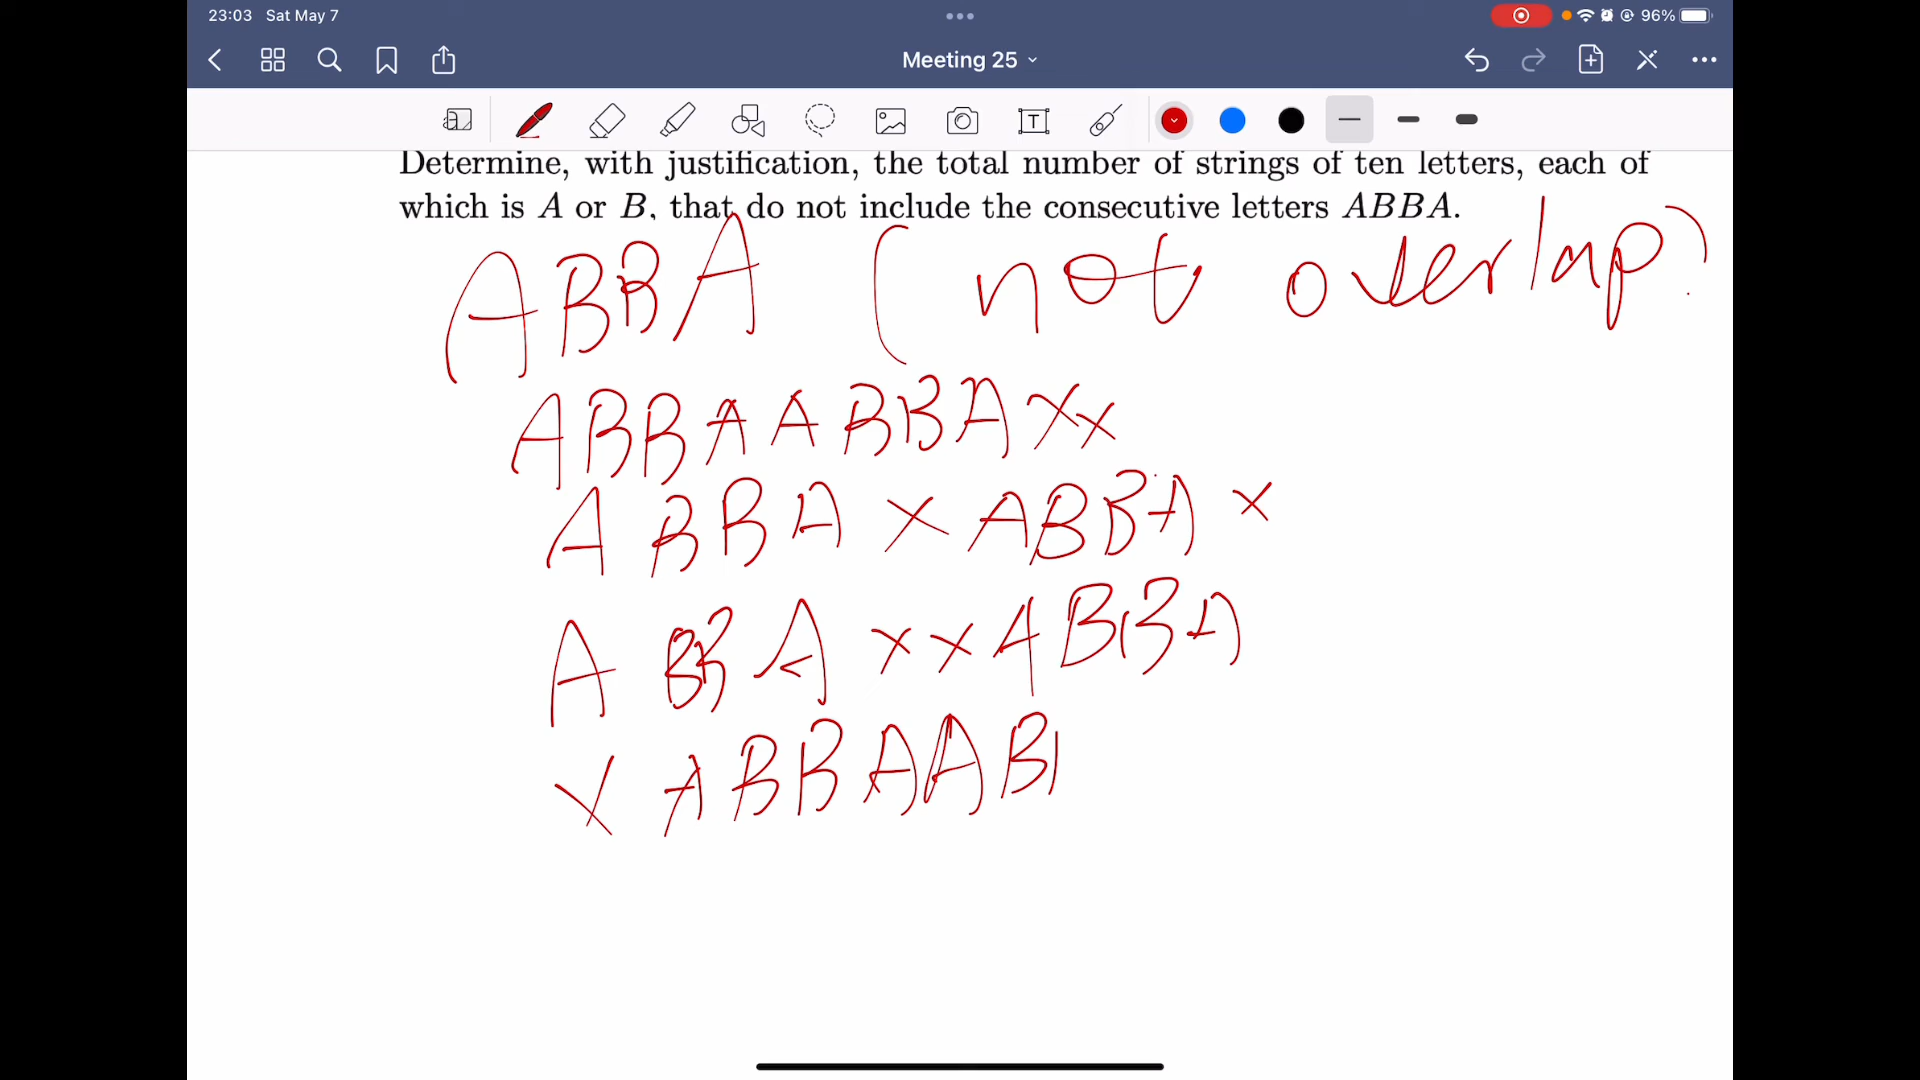 23:03 Sat May 7
96%
Meeting 25
Determine, with justification, the total number of strings of ten letters, each of
which is A or B, that do not include the consecutive letters ABBA.
ABBA (not overlap)
ABBAABBAXX
ABBAXABBAX
ABBAXXABBA
XABBAABB